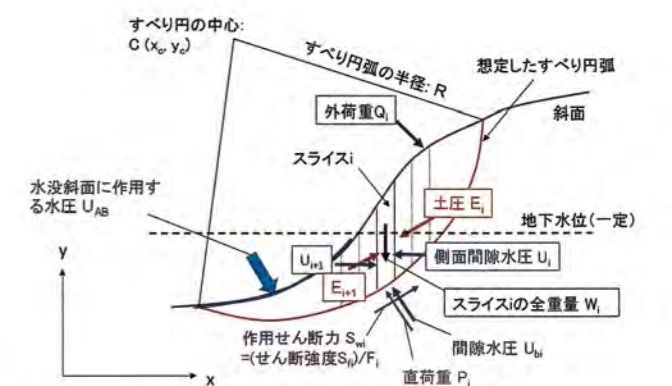 すべり円の中心:
C (xc, yc)
すべり円弧の半径: R
想定したすべり円弧
外荷重Qi
斜面
スライスi
水没斜面に作用す
る水圧 UAB
土圧 Ei
地下水位(一定)
y
Ui+1
側面間隙水圧 Ui
Ei+1
スライスiの全重量 Wi
作用せん断力 Swi
=(せん断強度Sfi)/Fi
間隙水圧 Ubi
x
直荷重 Pi